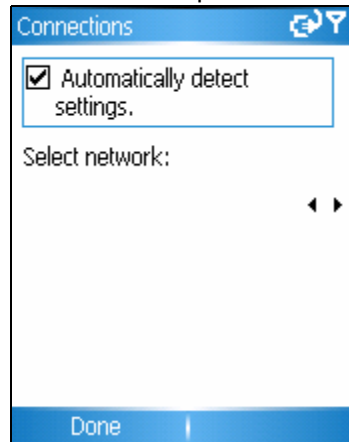 Connections
Automatically detect
settings.
Select network:
Done